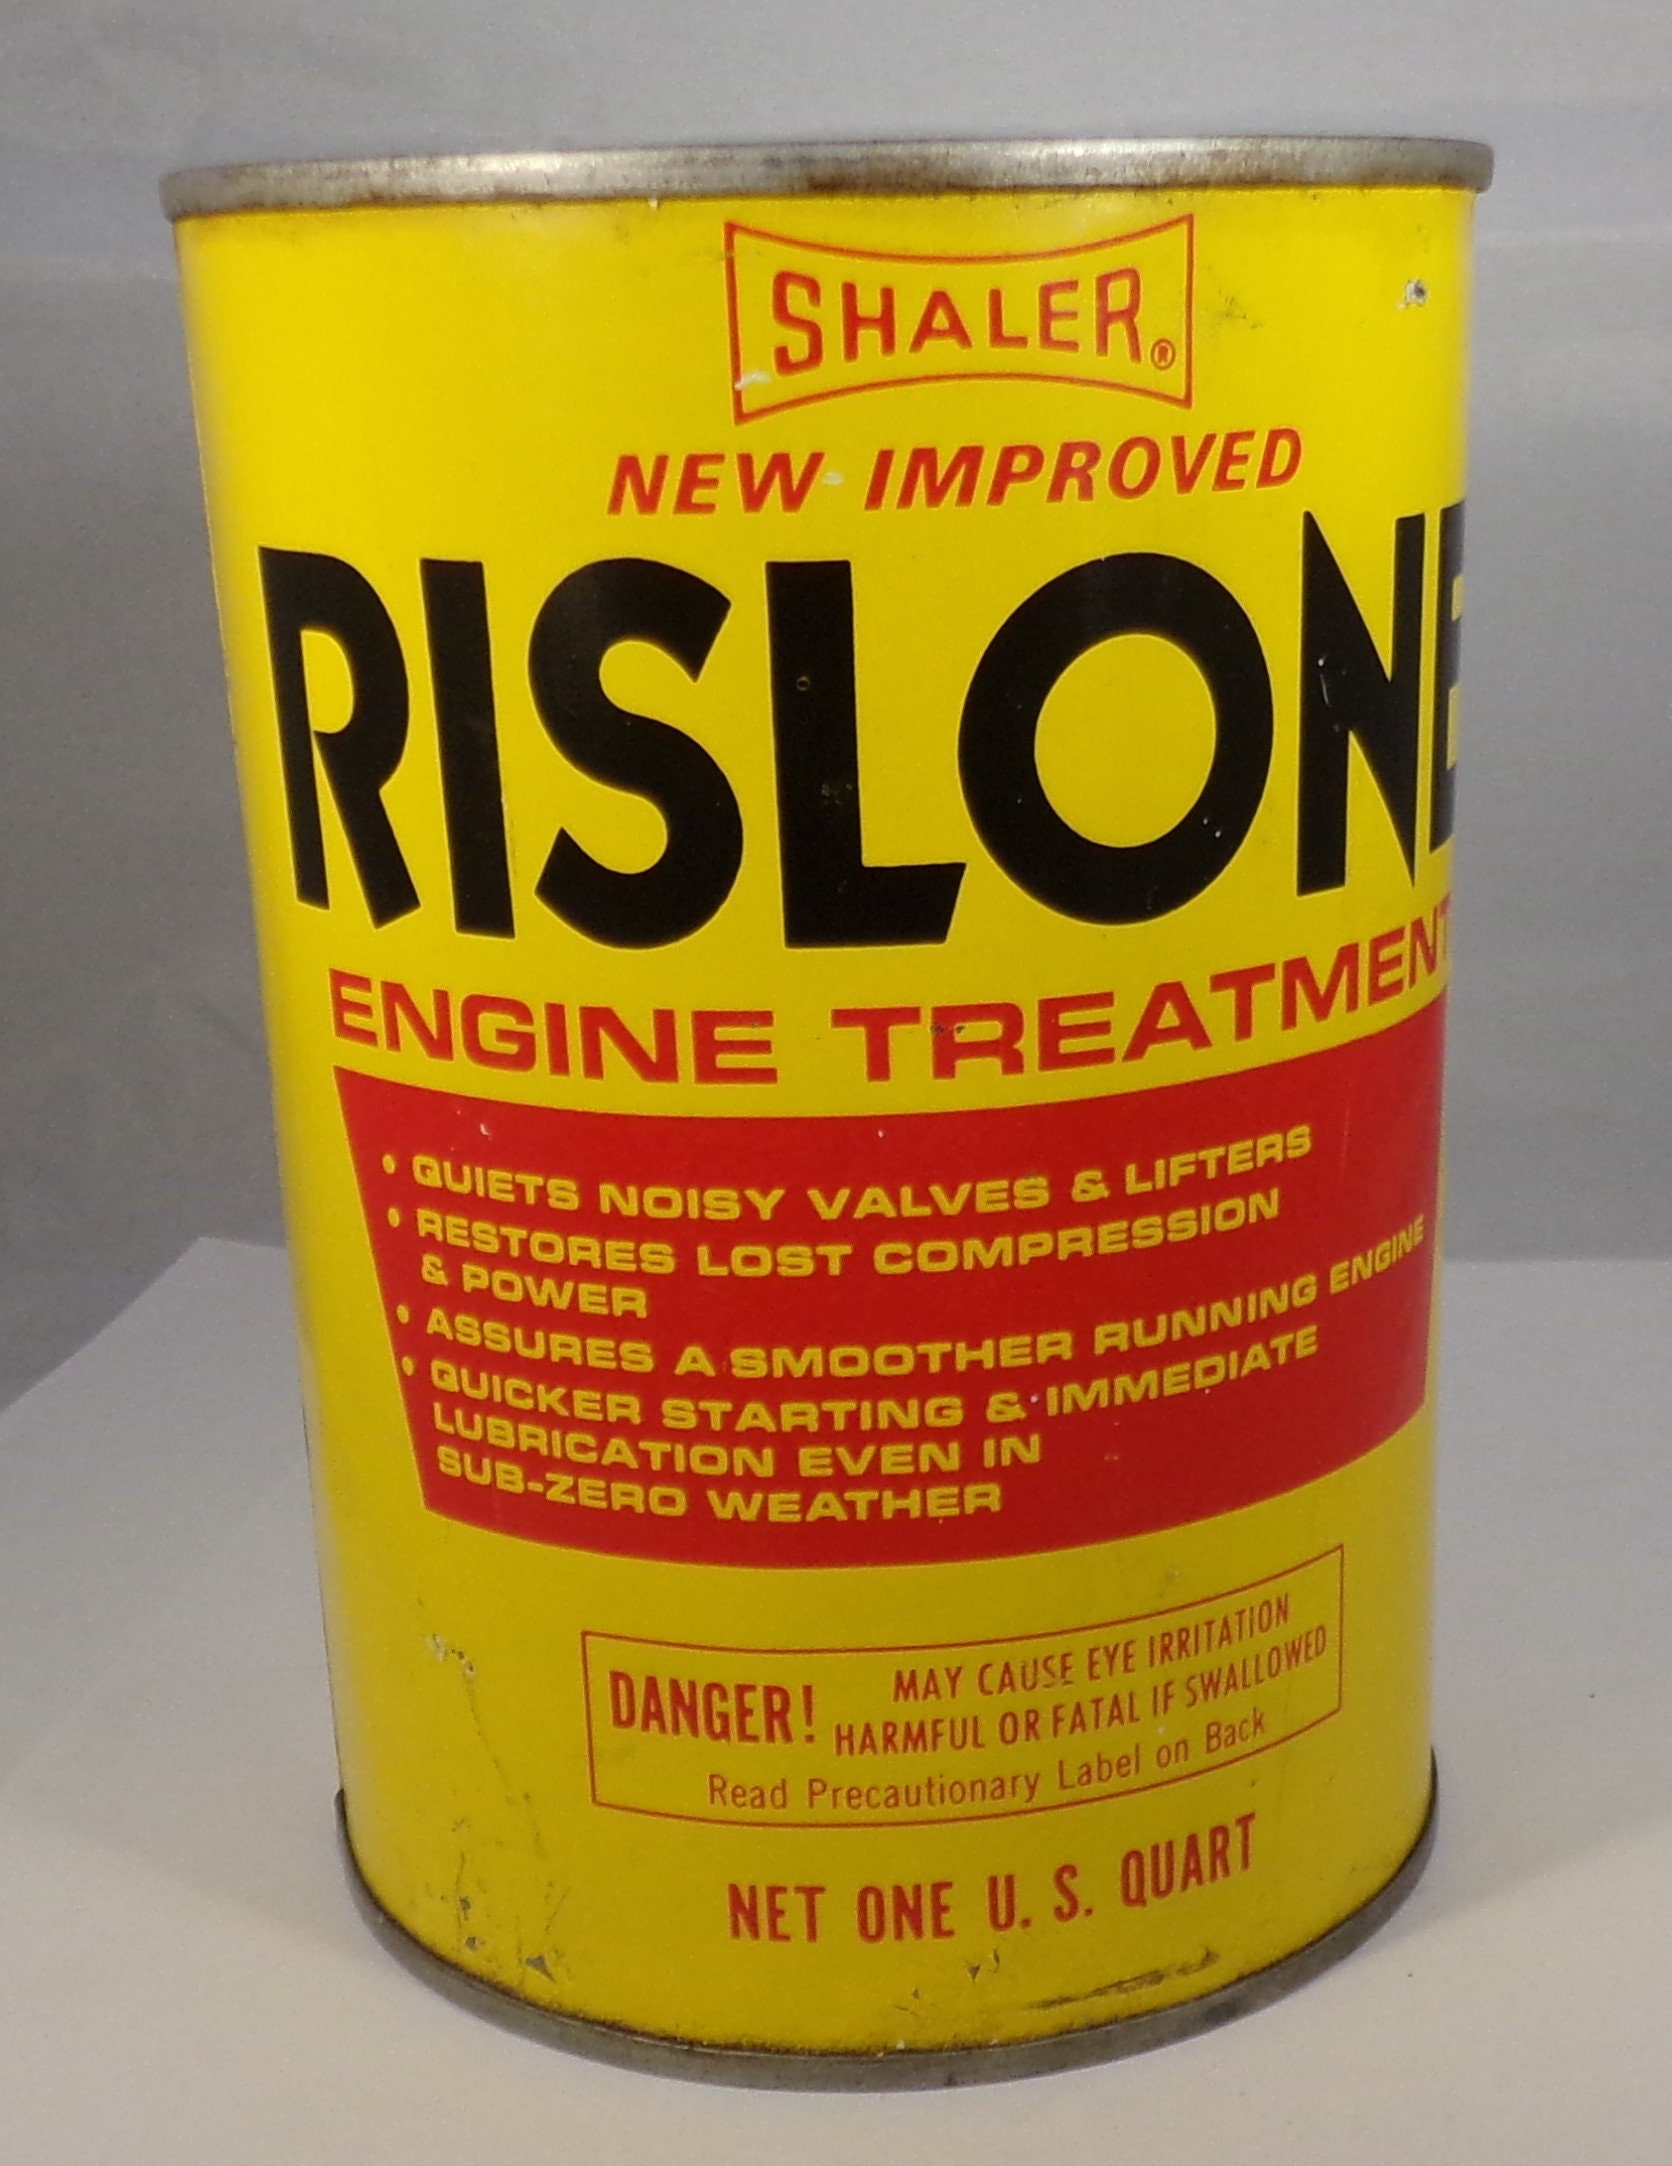 SHALER®
NEW IMPROVED
RISLONE
ENGINE TREATMENT
• QUIETS NOISY VALVES & LIFTERS
• RESTORES LOST COMPRESSION
& POWER
• ASSURES A SMOOTHER RUNNING ENGINE
• QUICKER STARTING & IMMEDIATE
LUBRICATION EVEN IN
SUB-ZERO WEATHER
DANGER! MAY CAUSE EYE IRRITATION
HARMFUL OR FATAL IF SWALLOWED
Read Precautionary Label on Back
NET ONE U. S. QUART